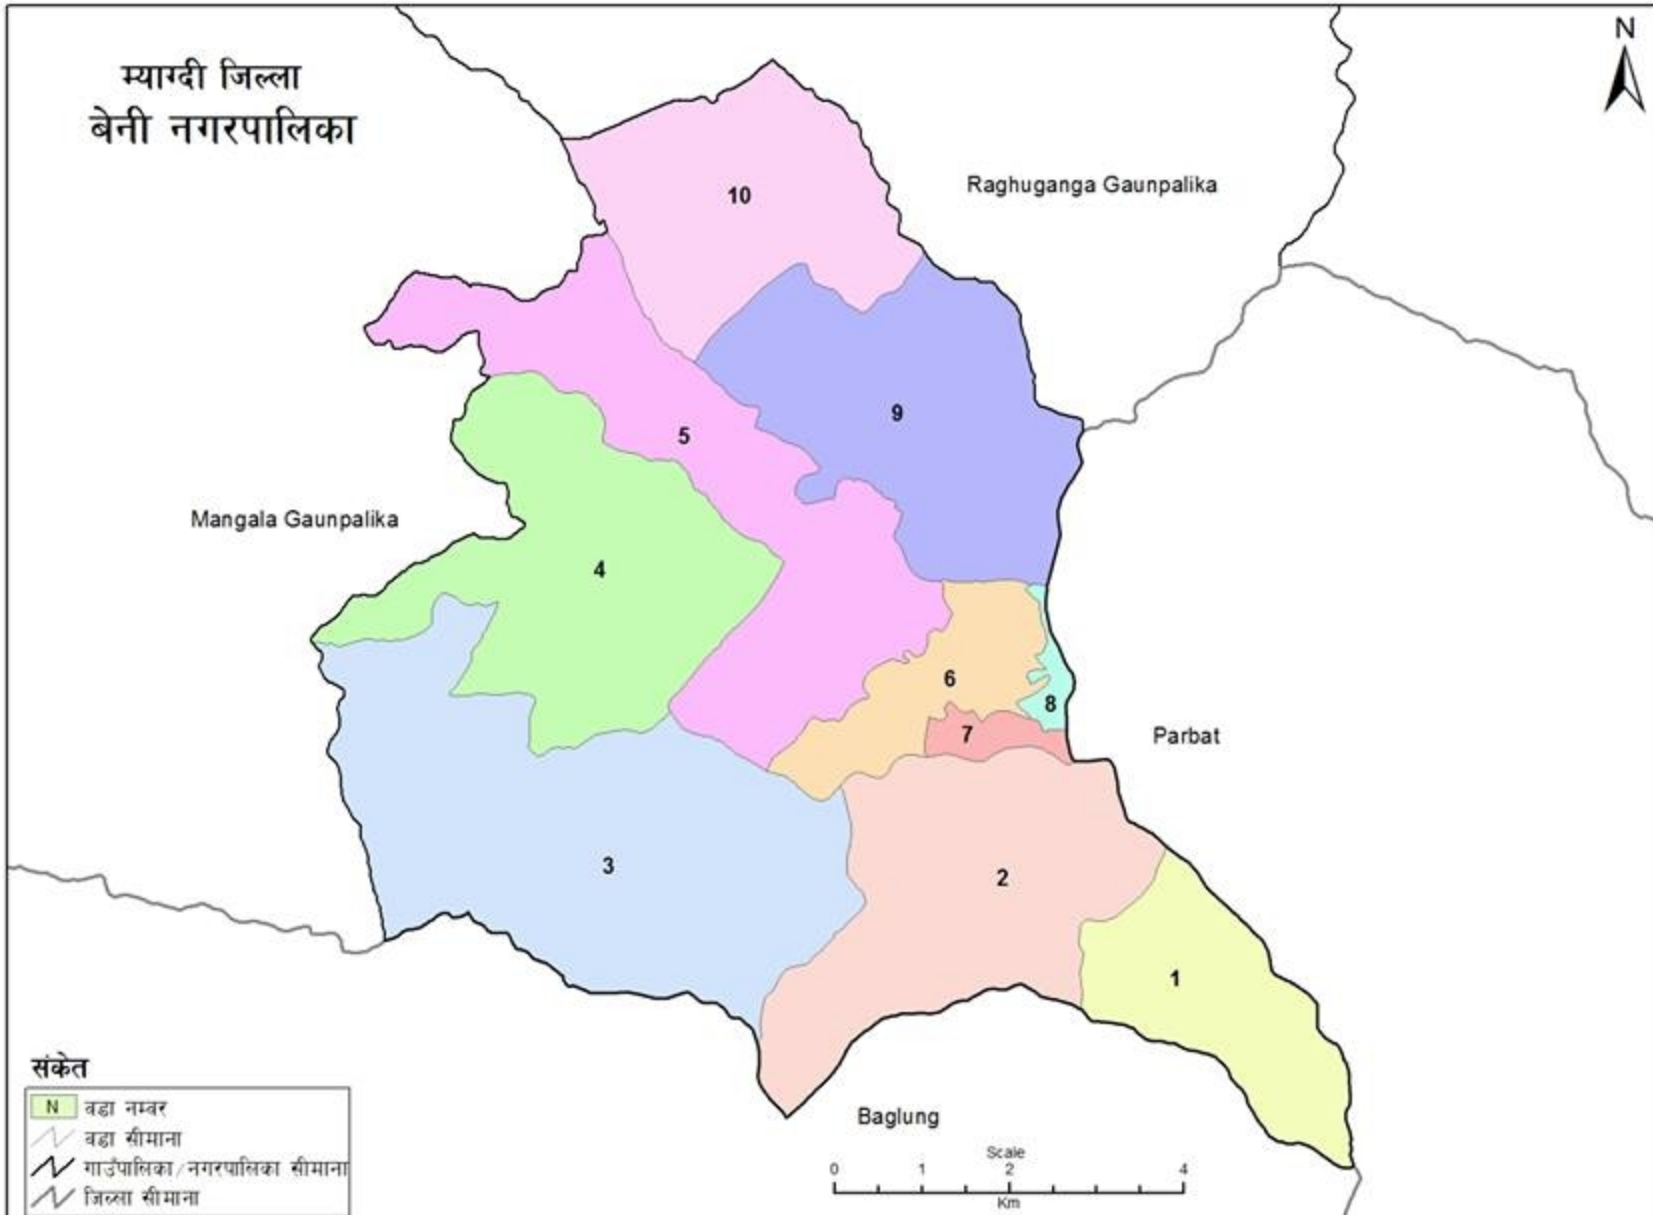 म्याग्दी जिल्ला
बेनी नगरपालिका
N
Raghuganga Gaunpalika
10
9
5
Mangala Gaunpalika
4
6
8
7
Parbat
3
2
1
Baglung
संकेत
N वडा नम्वर
वडा सीमाना
गाउँपालिका/नगरपालिका सीमाना
जिल्ला सीमाना
Scale
0 1 2 4
Km